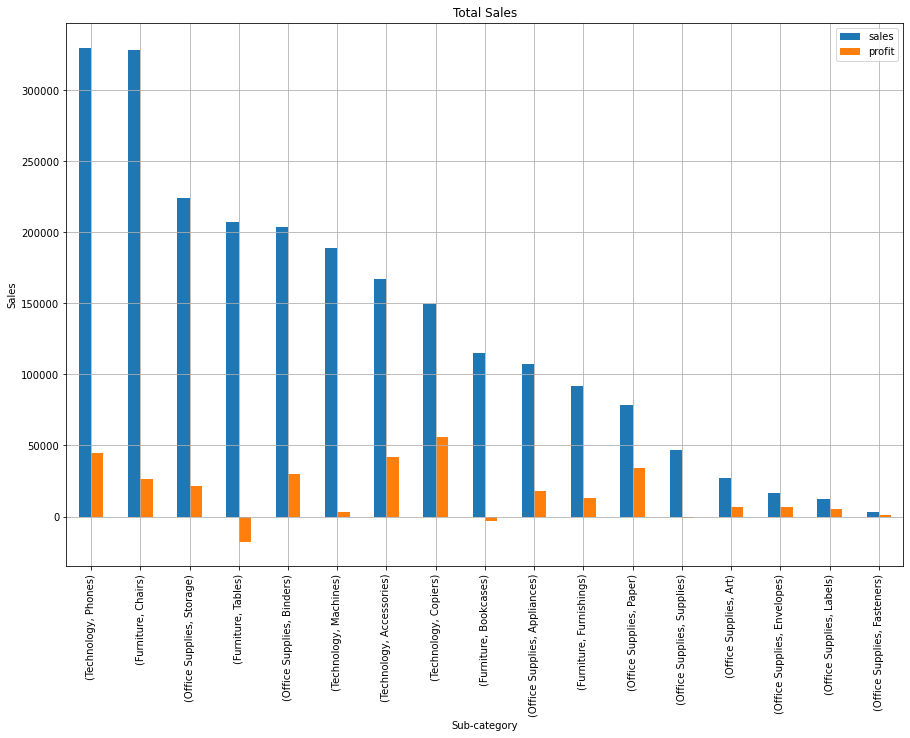 Total Sales
sales
profit
300000
250000
200000
150000
100000
50000
0
Sales
(Technology, Phones)
(Furniture, Chairs)
(Office Supplies, Storage)
(Furniture, Tables)
(Office Supplies, Binders)
(Technology, Machines)
(Technology, Accessories)
(Technology, Copiers)
(Furniture, Bookcases)
(Office Supplies, Appliances)
(Furniture, Furnishings)
(Office Supplies, Paper)
(Office Supplies, Supplies)
(Office Supplies, Art)
(Office Supplies, Envelopes)
(Office Supplies, Labels)
(Office Supplies, Fasteners)
Sub-category